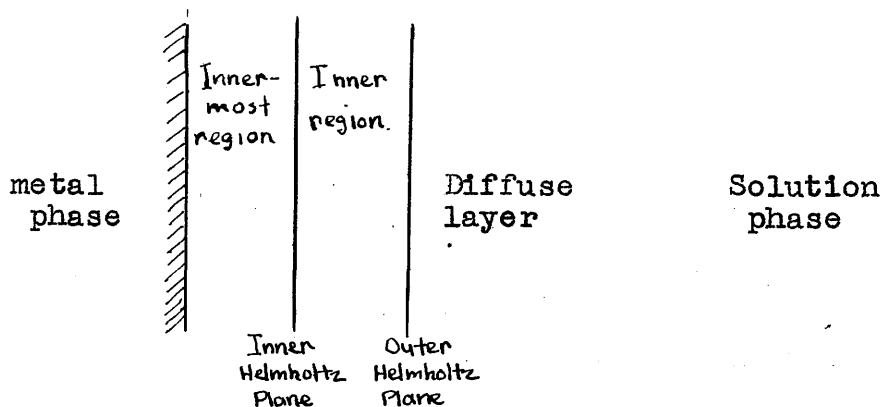 Inner-
most
region
Inner
region.
metal
phase
Diffuse
layer
Solution
phase
Inner
Helmholtz
Plane
Outer
Helmholtz
Plane